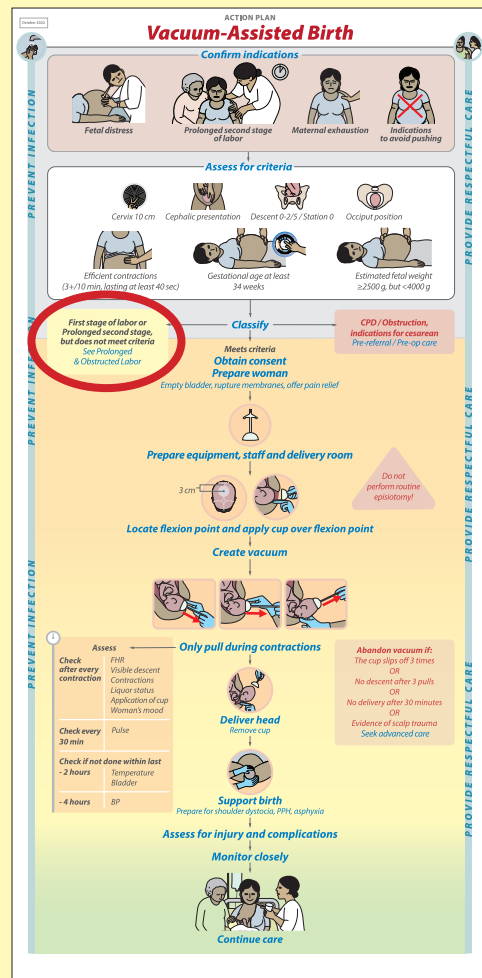 October 2022
ACTION PLAN
Vacuum-Assisted Birth
PREVENT INFECTION
PROVIDE RESPECTFUL CARE
Confirm indications
Fetal distress
Prolonged second stage
of labor
Maternal exhaustion
Indications
to avoid pushing
Assess for criteria
Cervix 10 cm
Cephalic presentation
Descent 0-2/5 / Station 0
Occiput position
Efficient contractions
(3+/10 min, lasting at least 40 sec)
Gestational age at least
34 weeks
Estimated fetal weight
≥2500 g, but <4000 g
First stage of labor or
Prolonged second stage,
but does not meet criteria
See Prolonged
& Obstructed Labor
Classify
CPD / Obstruction,
indications for cesarean
Pre-referral / Pre-op care
PREVENT INFECTION
PROVIDE RESPECTFUL CARE
Meets criteria
Obtain consent
Prepare woman
Empty bladder, rupture membranes, offer pain relief
Prepare equipment, staff and delivery room
3 cm
Do not
perform routine
episiotomy!
Locate flexion point and apply cup over flexion point
Create vacuum
PREVENT INFECTION
PROVIDE RESPECTFUL CARE
Only pull during contractions
Assess
Check
after every
contraction
FHR
Visible descent
Contractions
Liquor status
Application of cup
Woman's mood
Check every
30 min
Pulse
Check if not done within last
- 2 hours
Temperature
Bladder
- 4 hours
BP
Abandon vacuum if:
The cup slips off 3 times
OR
No descent after 3 pulls
OR
No delivery after 30 minutes
OR
Evidence of scalp trauma
Seek advanced care
Deliver head
Remove cup
Support birth
Prepare for shoulder dystocia, PPH, asphyxia
Assess for injury and complications
Monitor closely
Continue care